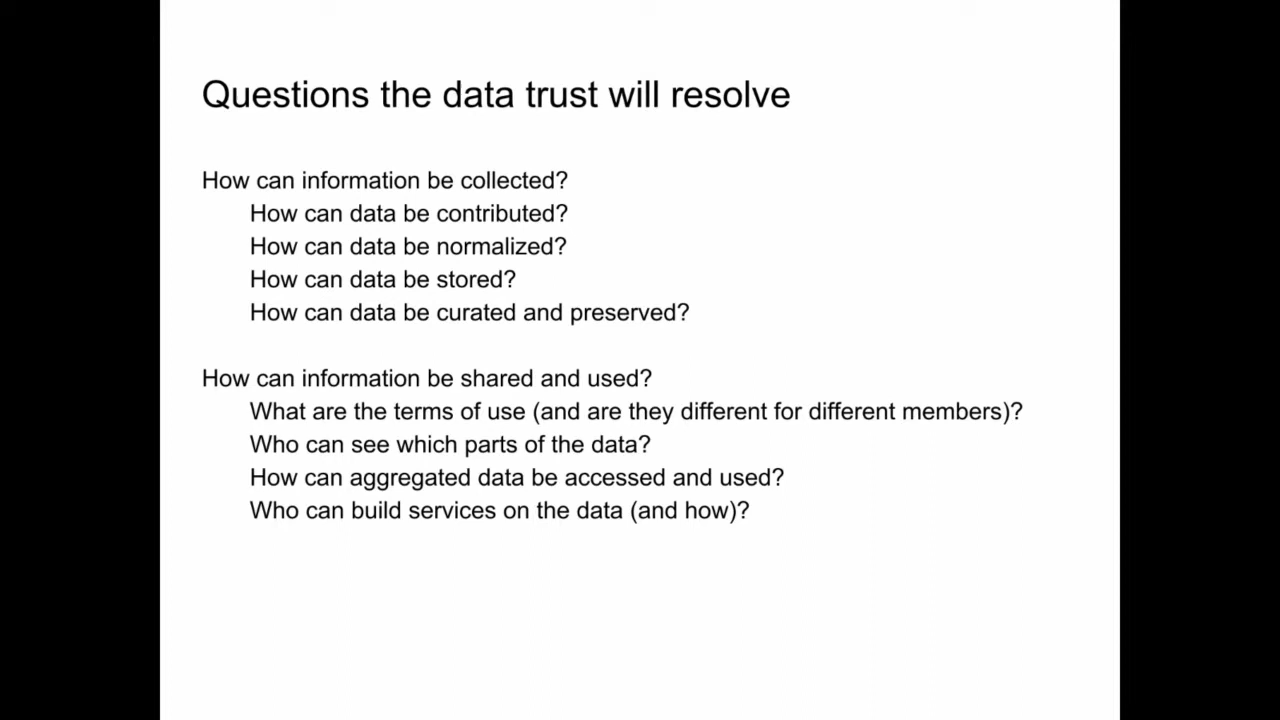 Questions the data trust will resolve
How can information be collected?
How can data be contributed?
How can data be normalized?
How can data be stored?
How can data be curated and preserved?
How can information be shared and used?
What are the terms of use (and are they different for different members)?
Who can see which parts of the data?
How can aggregated data be accessed and used?
Who can build services on the data (and how)?